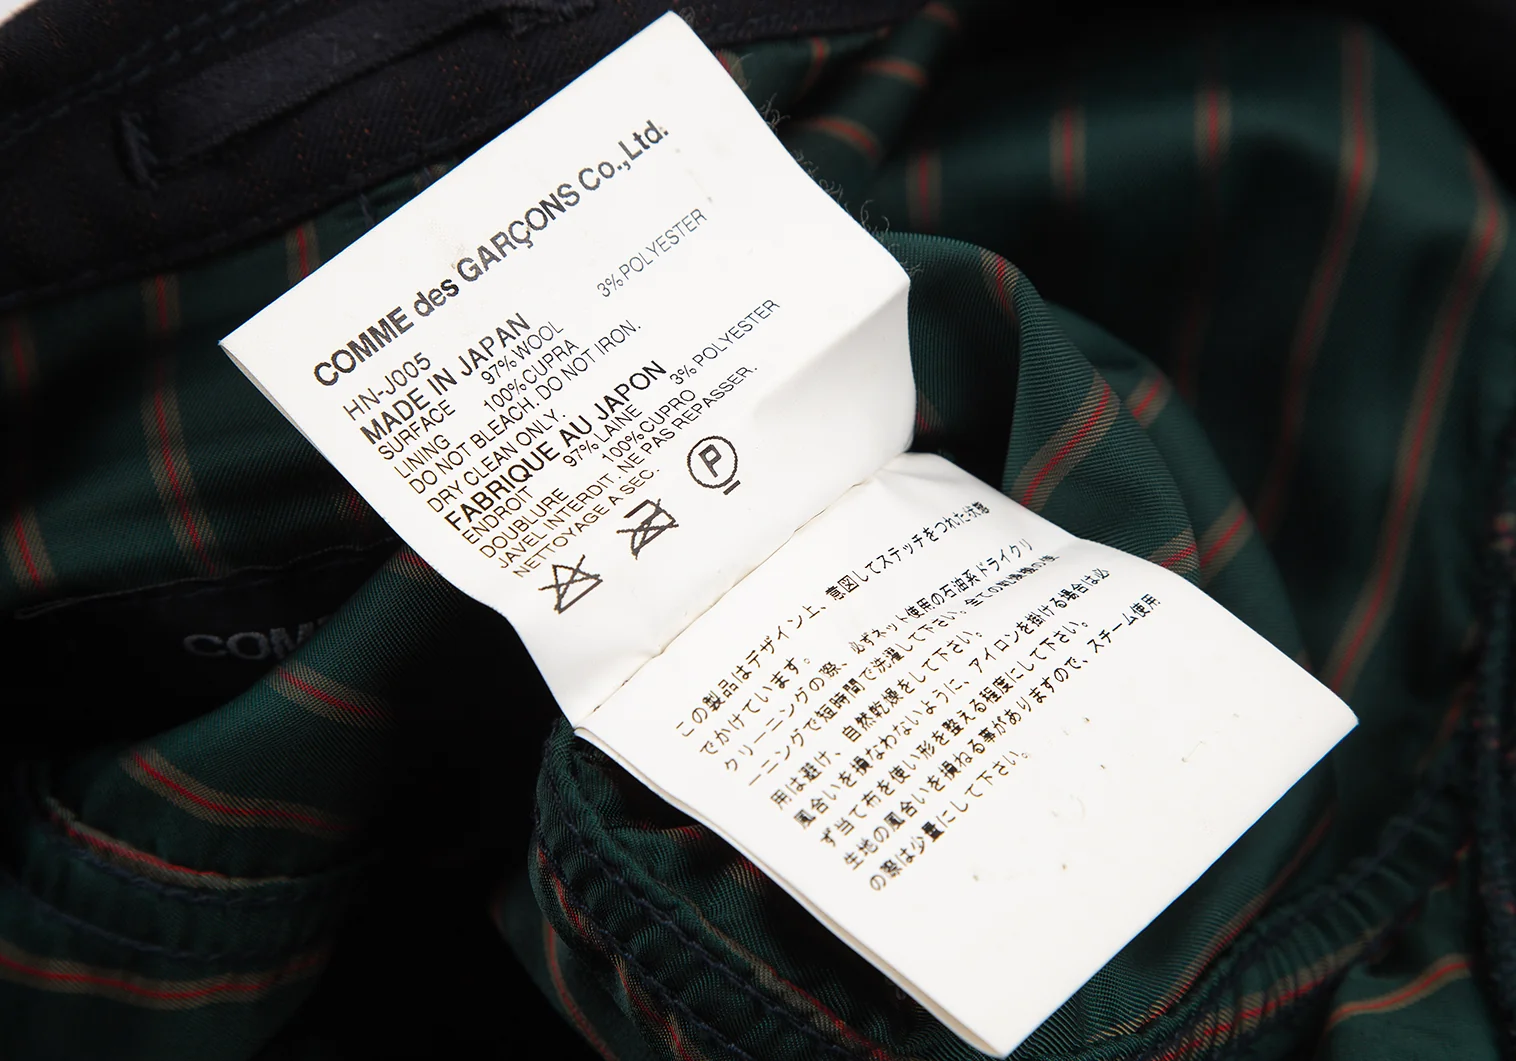 COMME des GARÇONS Co.,Ltd.
HN-J005
MADE IN JAPAN
SURFACE 97% WOOL 3% POLYESTER
LINING 100% CUPRA
DO NOT BLEACH. DO NOT IRON.
DRY CLEAN ONLY.
FABRIQUE AU JAPON
ENDROIT 97% LAINE 3% POLYESTER
DOUBLURE 100% CUPRO
JAVEL INTERDIT. NE PAS REPASSER.
NETTOYAGE A SEC.
P
この製品はデザイン上、意図してステッチをつれた状態
でかけています。
クリーニングの際、必ずネット使用の石油系ドライクリ
ーニングで短時間で洗濯して下さい。全ての乾燥機の使
用は避け、自然乾燥をして下さい。
風合いを損なわないように、アイロンを掛ける場合は必
ず当て布を使い形を整える程度にして下さい。
生地の風合いを損ねる事がありますので、スチーム使用
の際は少量にして下さい。
COM